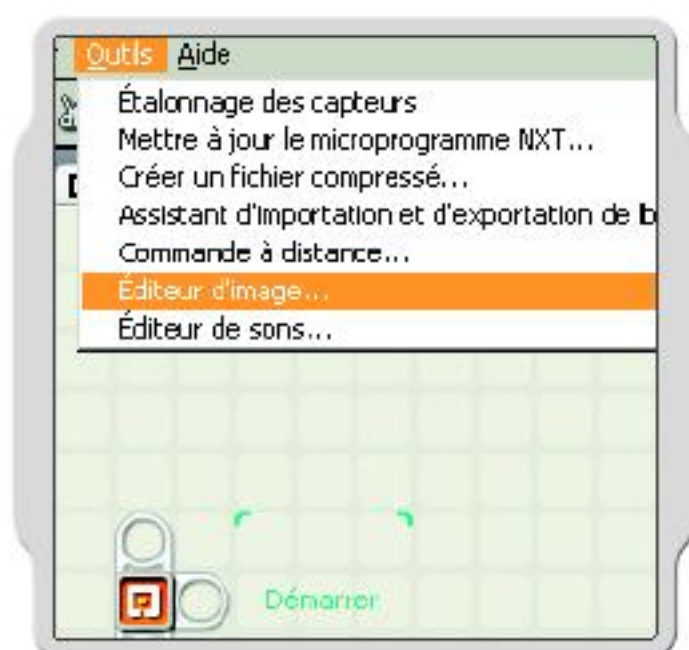 Outils Aide
Étalonnage des capteurs
Mettre à jour le microprogramme NXT...
Créer un fichier compressé...
Assistant d'importation et d'exportation de
Commande à distance...
Éditeur d'image...
Éditeur de sons...
Démarrer